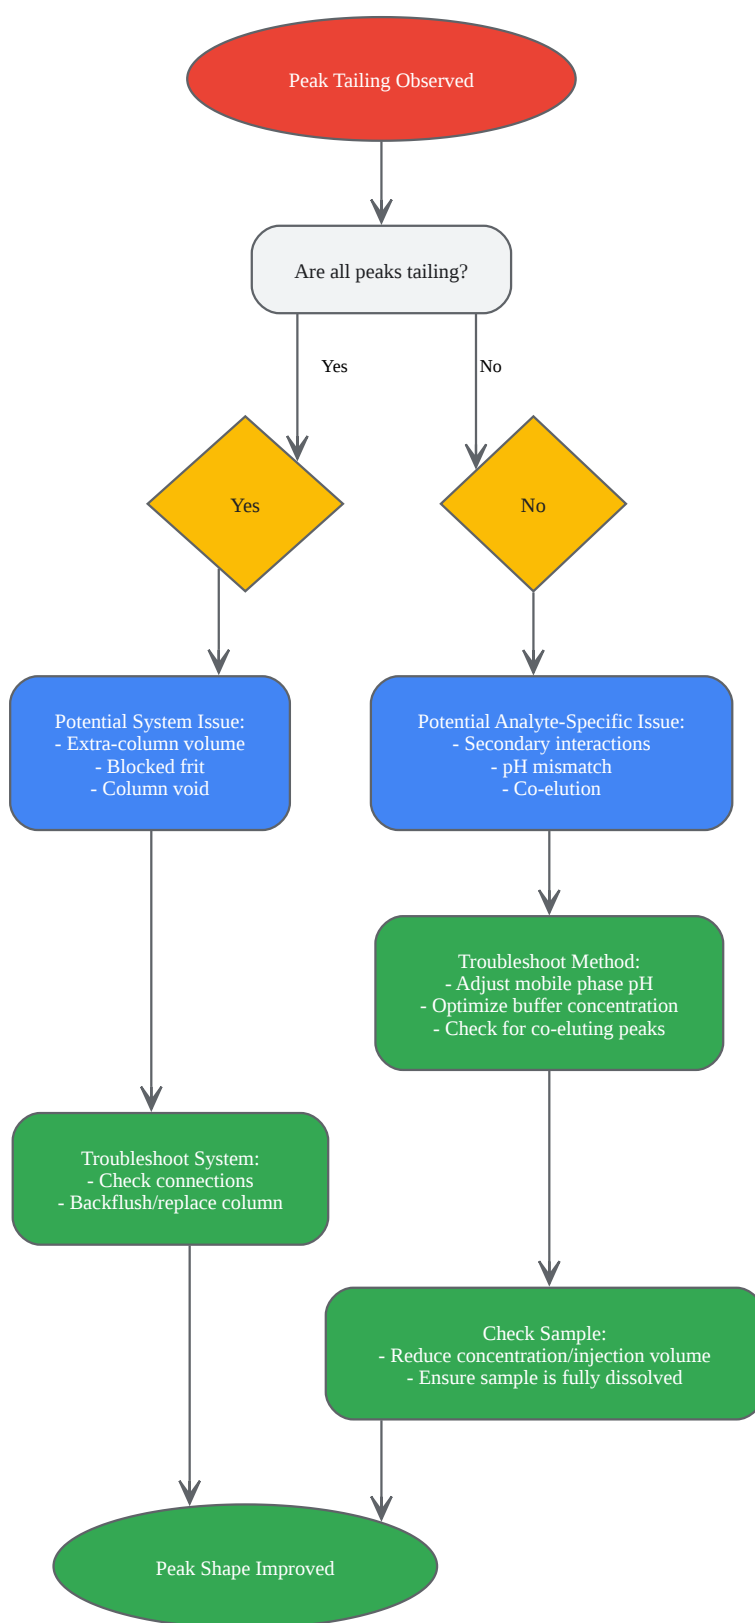 Peak Tailing Observed
Are all peaks tailing?
Yes
No
Yes
No
Potential System Issue:
- Extra-column volume
- Blocked frit
- Column void
Potential Analyte-Specific Issue:
- Secondary interactions
- pH mismatch
- Co-elution
Troubleshoot Method:
- Adjust mobile phase pH
- Optimize buffer concentration
- Check for co-eluting peaks
Troubleshoot System:
- Check connections
- Backflush/replace column
Check Sample:
- Reduce concentration/injection volume
- Ensure sample is fully dissolved
Peak Shape Improved